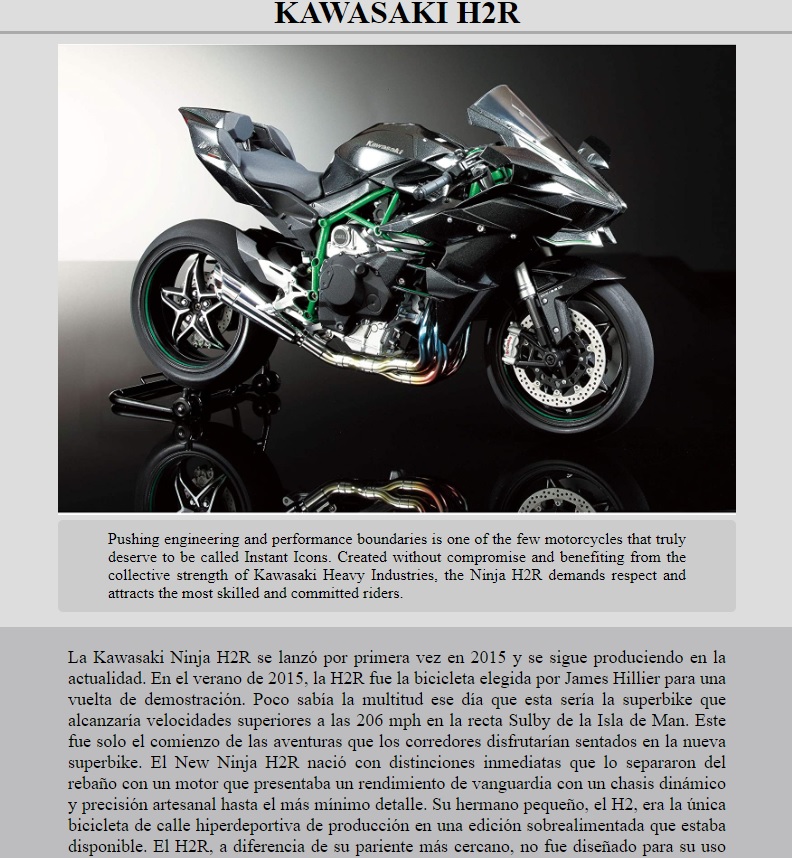 KAWASAKI H2R
Kawasaki
Pushing engineering and performance boundaries is one of the few motorcycles that truly
deserve to be called Instant Icons. Created without compromise and benefiting from the
collective strength of Kawasaki Heavy Industries, the Ninja H2R demands respect and
attracts the most skilled and committed riders.
La Kawasaki Ninja H2R se lanzó por primera vez en 2015 y se sigue produciendo en la
actualidad. En el verano de 2015, la H2R fue la bicicleta elegida por James Hillier para una
vuelta de demostración. Poco sabía la multitud ese día que esta sería la superbike que
alcanzaría velocidades superiores a las 206 mph en la recta Sulby de la Isla de Man. Este
fue solo el comienzo de las aventuras que los corredores disfrutarían sentados en la nueva
superbike. El New Ninja H2R nació con distinciones inmediatas que lo separaron del
rebaño con un motor que presentaba un rendimiento de vanguardia con un chasis dinámico
y precisión artesanal hasta el más mínimo detalle. Su hermano pequeño, el H2, era la única
bicicleta de calle hiperdeportiva de producción en una edición sobrealimentada que estaba
disponible. El H2R, a diferencia de su pariente más cercano, no fue diseñado para su uso